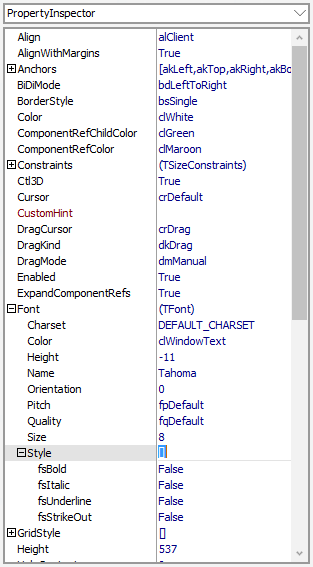 PropertyInspector
Align alClient
AlignWithMargins True
Anchors [akLeft,akTop,akRight,akBo
BiDiMode bdLeftToRight
BorderStyle bsSingle
Color clWhite
ComponentRefChildColor clGreen
ComponentRefColor clMaroon
Constraints (TSizeConstraints)
Ctl3D True
Cursor crDefault
CustomHint
DragCursor crDrag
DragKind dkDrag
DragMode dmManual
Enabled True
ExpandComponentRefs True
Font (TFont)
Charset DEFAULT_CHARSET
Color clWindowText
Height -11
Name Tahoma
Orientation 0
Pitch fpDefault
Quality fqDefault
Size 8
Style []
fsBold False
fsItalic False
fsUnderline False
fsStrikeOut False
GridStyle []
Height 537